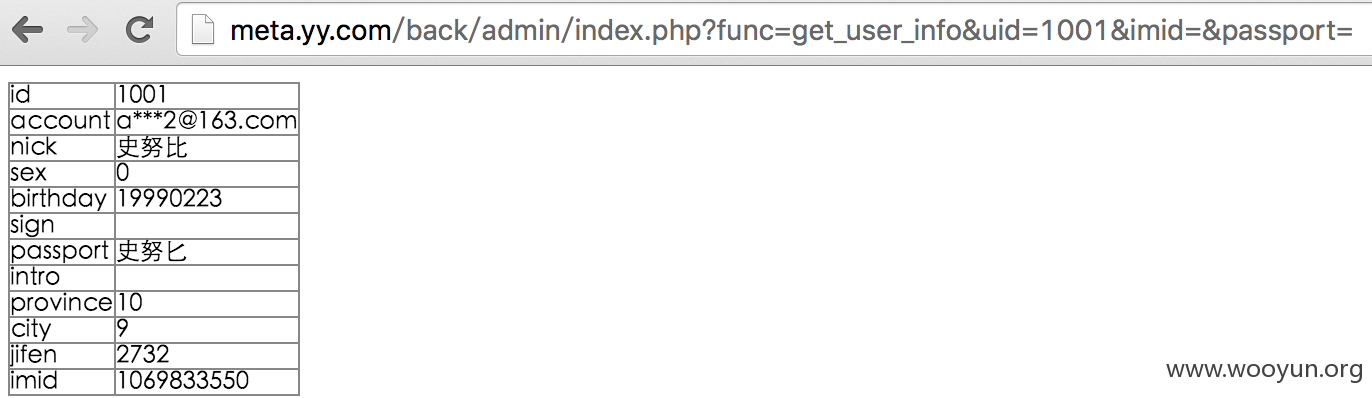 meta.yy.com/back/admin/index.php?func=get_user_info&uid=1001&imid=&passport=
id 1001
account a***2@163.com
nick 史努比
sex 0
birthday 19990223
sign
passport 史努匕
intro
province 10
city 9
jifen 2732
imid 1069833550
www.wooyun.org